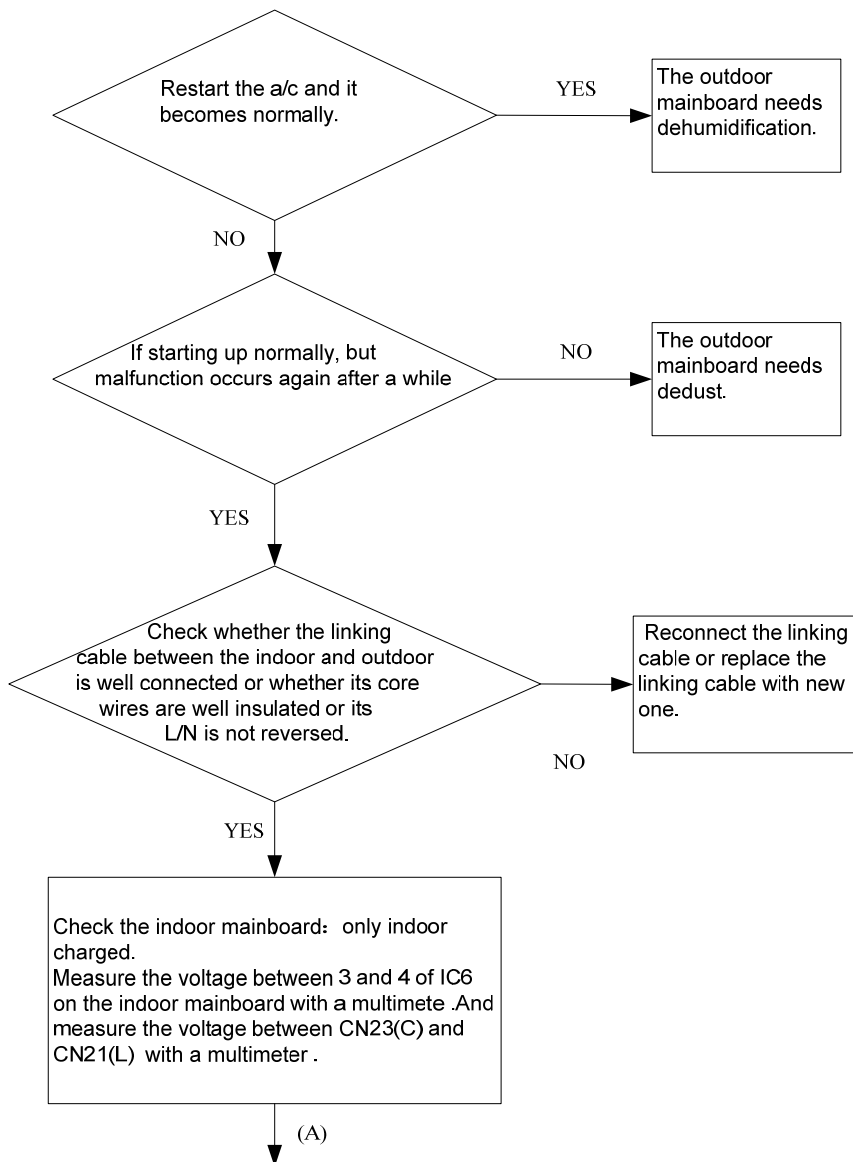 Restart the a/c and it
becomes normally.
YES
The outdoor
mainboard needs
dehumidification.
NO
If starting up normally, but
malfunction occurs again after a while
NO
The outdoor
mainboard needs
dedust.
YES
Check whether the linking
cable between the indoor and outdoor
is well connected or whether its core
wires are well insulated or its
L/N is not reversed.
NO
Reconnect the linking
cable or replace the
linking cable with new
one.
YES
Check the indoor mainboard：only indoor
charged.
Measure the voltage between 3 and 4 of IC6
on the indoor mainboard with a multimete .And
measure the voltage between CN23(C) and
CN21(L) with a multimeter .
(A)